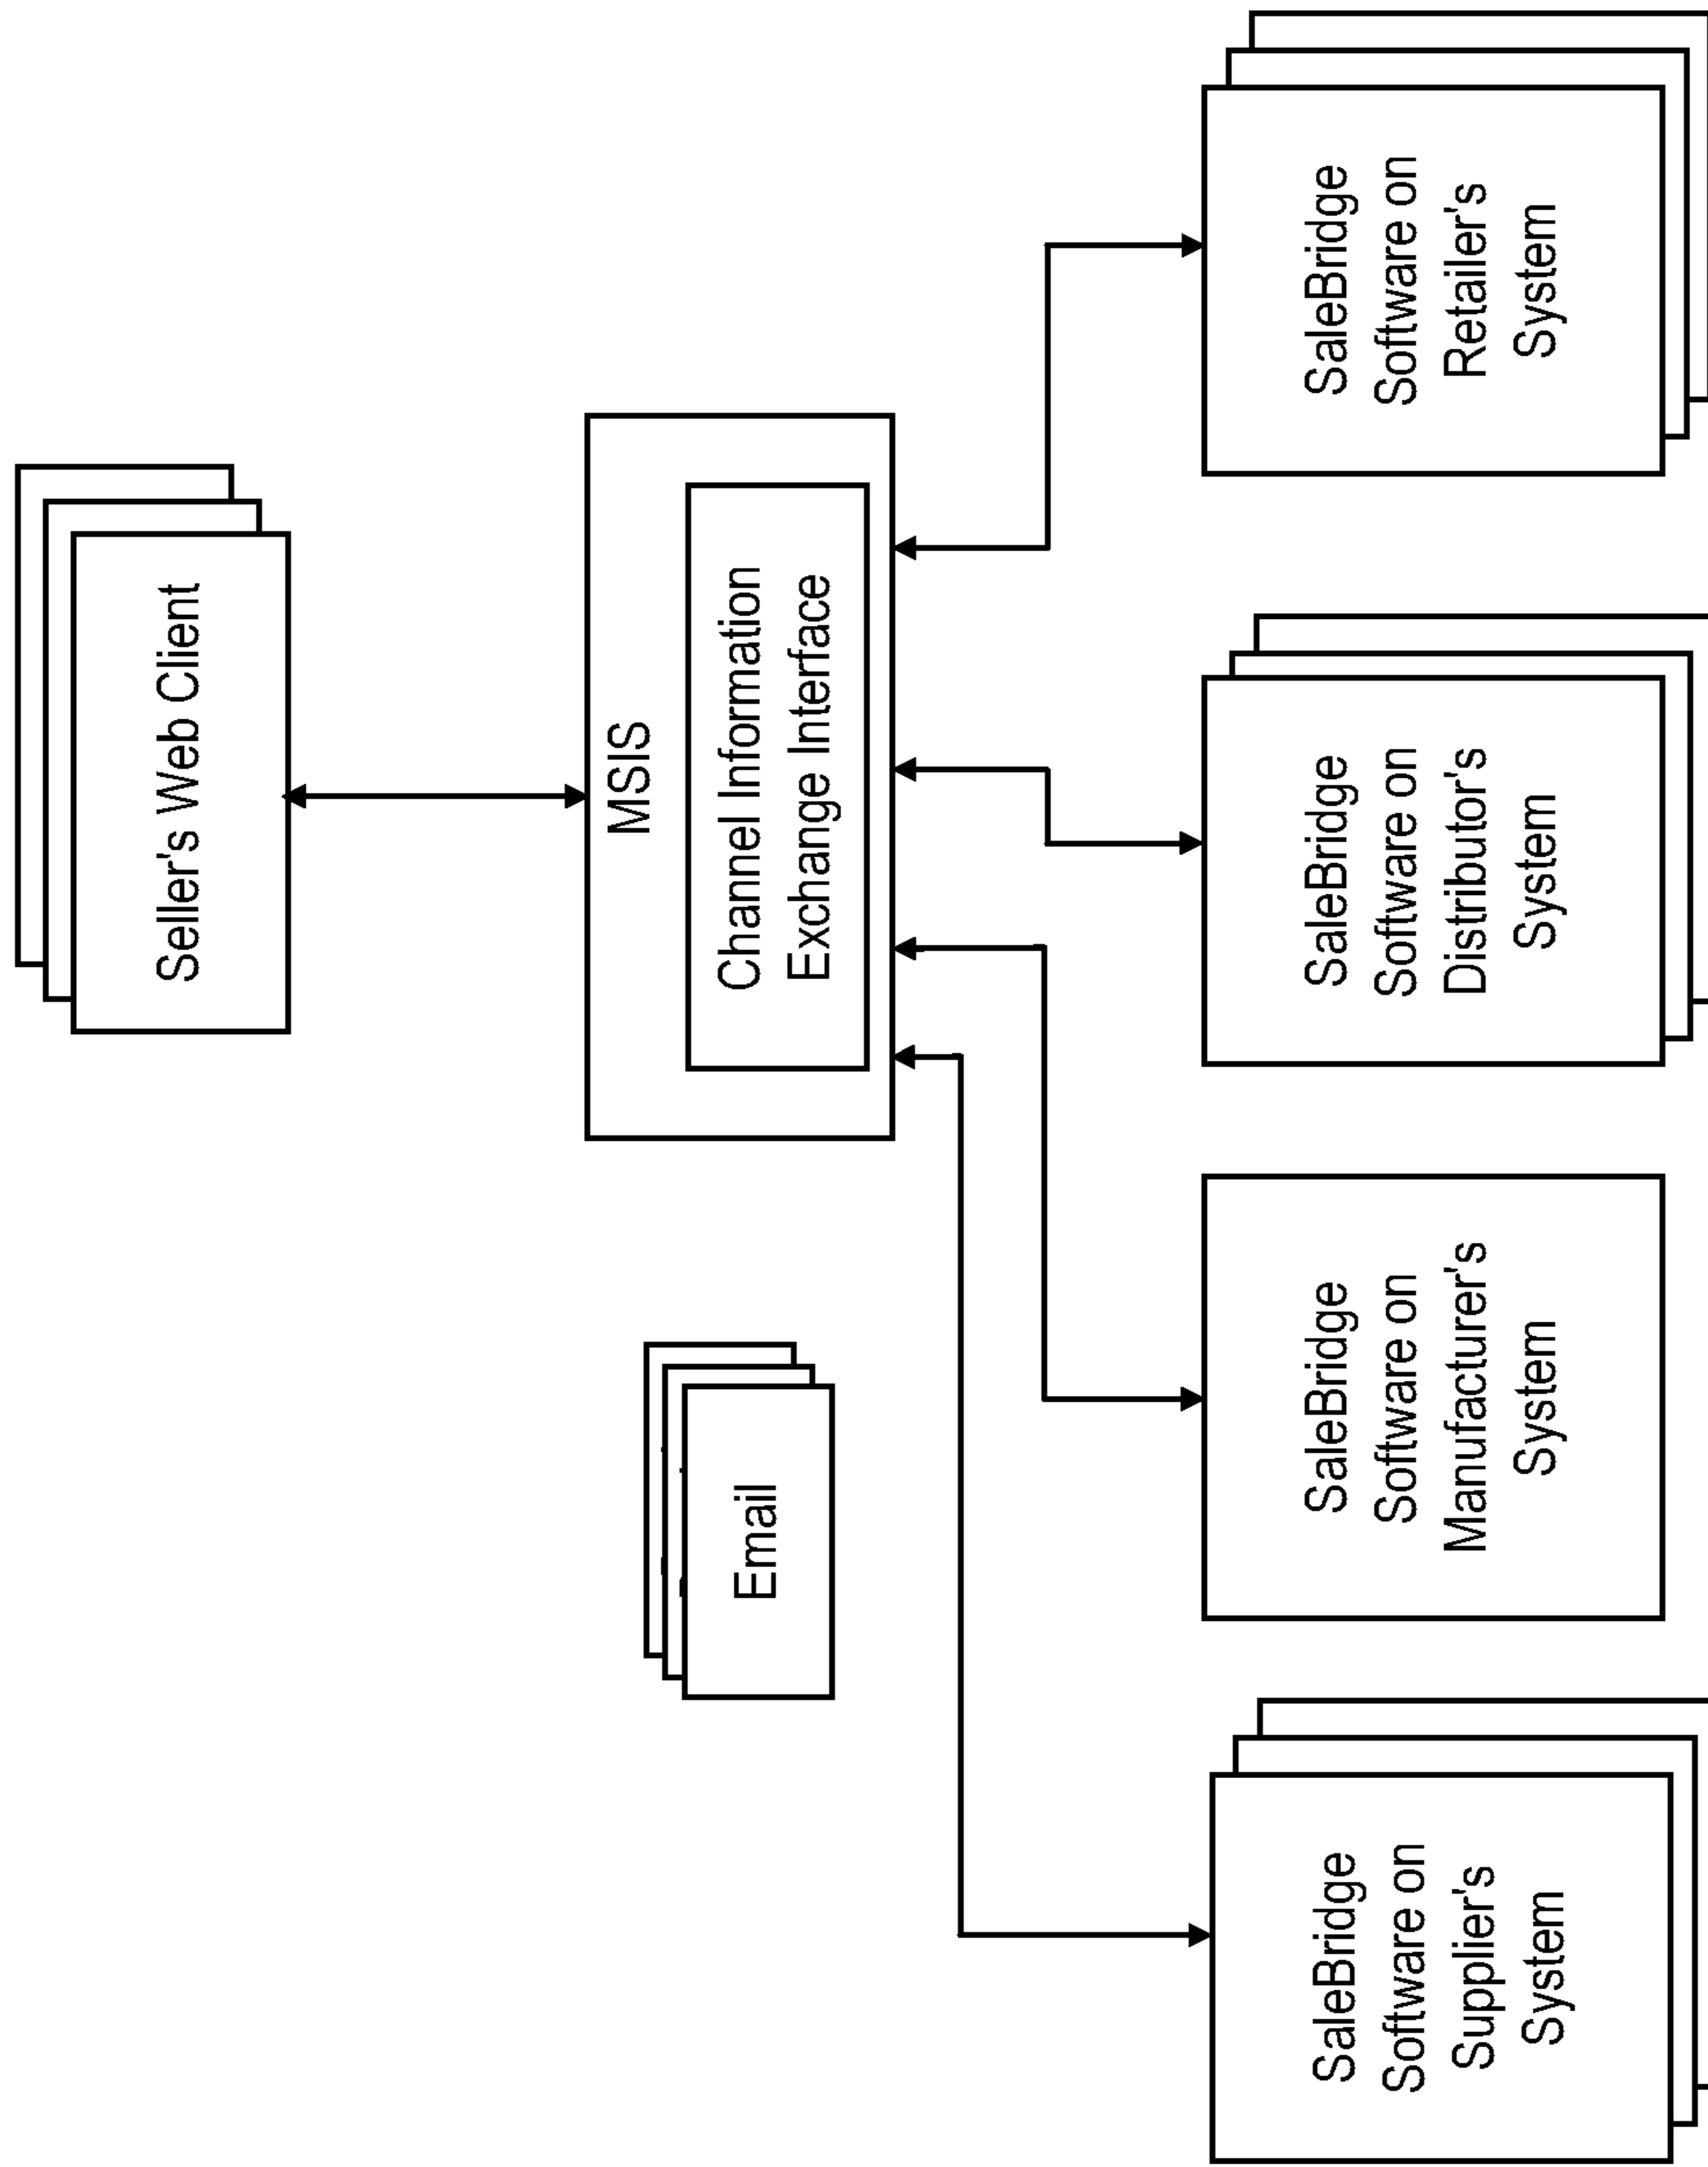 Seller's Web Client
MSIS
Channel Information
Exchange Interface
Email
SaleBridge
Software on
Supplier's
System
SaleBridge
Software on
Manufacturer's
System
SaleBridge
Software on
Distributor's
System
SaleBridge
Software on
Retailer's
System